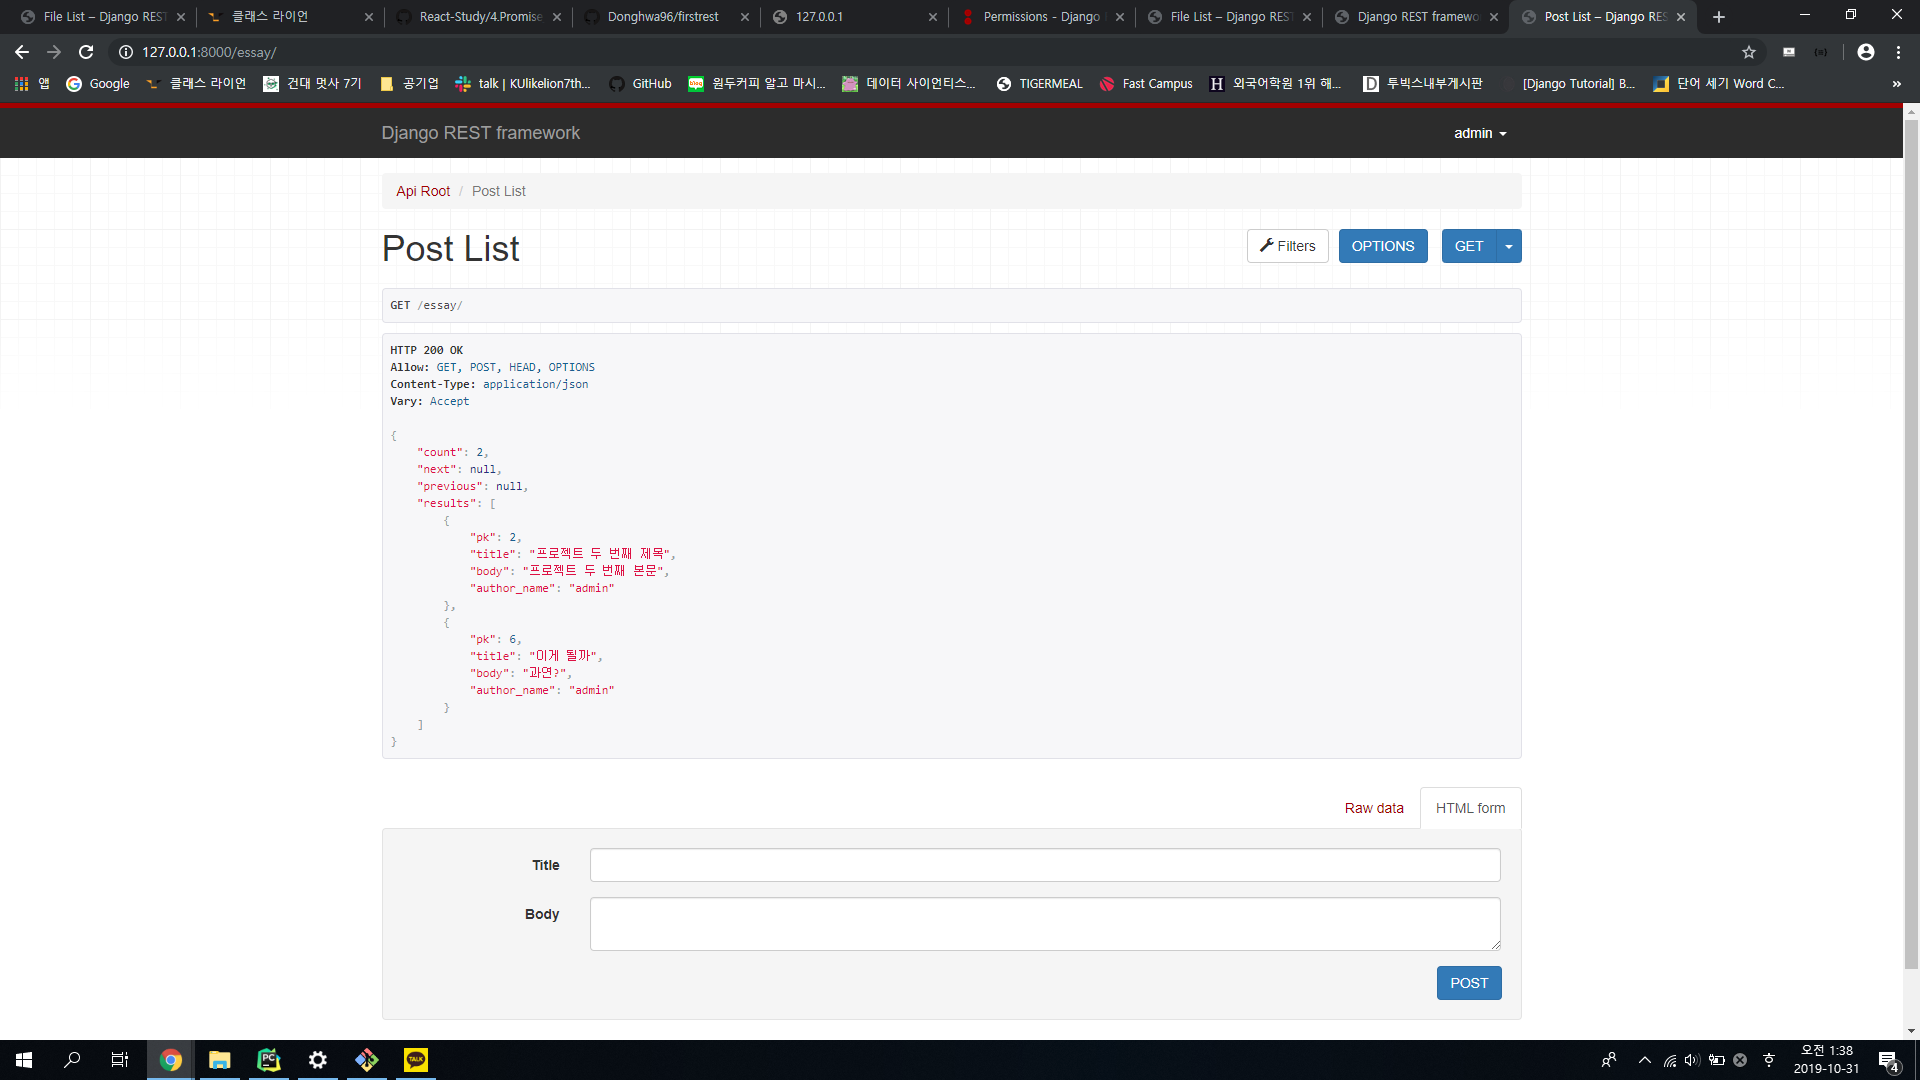 File List – Django REST
클래스 라이언
React-Study/4.Promise
Donghwa96/firstrest
127.0.0.1
Permissions - Django
File List – Django REST
Django REST framewo
Post List – Django RES
127.0.0.1:8000/essay/
앱
Google
클래스 라이언
건대 멋사 7기
공기업
talk | KUlikelion7th...
GitHub
원두커피 알고 마시...
데이터 사이언티스...
TIGERMEAL
Fast Campus
외국어학원 1위 해...
투빅스내부게시판
[Django Tutorial] B...
단어 세기 Word C...
»
Django REST framework
admin
Api Root / Post List
Post List
Filters
OPTIONS
GET
GET /essay/
HTTP 200 OK
Allow: GET, POST, HEAD, OPTIONS
Content-Type: application/json
Vary: Accept
{
"count": 2,
"next": null,
"previous": null,
"results": [
{
"pk": 2,
"title": "프로젝트 두 번째 제목",
"body": "프로젝트 두 번째 본문",
"author_name": "admin"
},
{
"pk": 6,
"title": "이게 될까",
"body": "과연?",
"author_name": "admin"
}
]
}
Raw data
HTML form
Title
Body
POST
PC
TALK
오전 1:38
2019-10-31
4